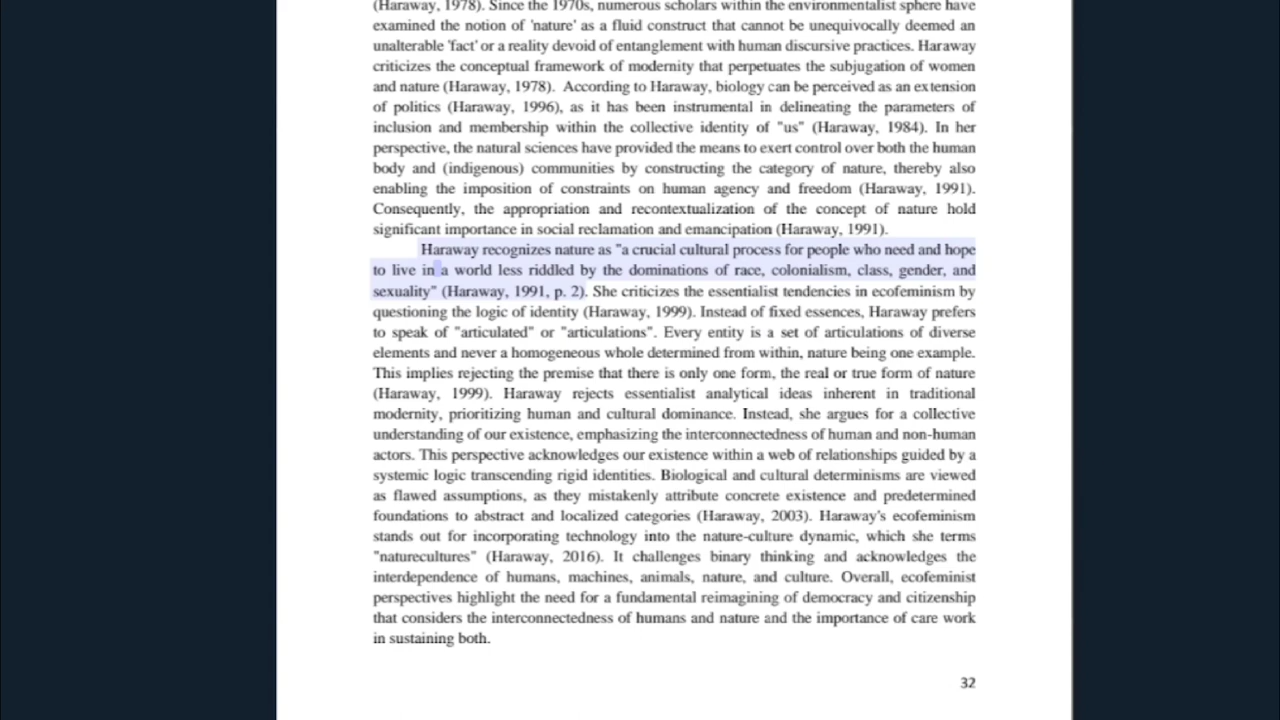 (Haraway, 1978). Since the 1970s, numerous scholars within the environmentalist sphere have
examined the notion of 'nature' as a fluid construct that cannot be unequivocally deemed an
unalterable 'fact' or a reality devoid of entanglement with human discursive practices. Haraway
criticizes the conceptual framework of modernity that perpetuates the subjugation of women
and nature (Haraway, 1978). According to Haraway, biology can be perceived as an extension
of politics (Haraway, 1996), as it has been instrumental in delineating the parameters of
inclusion and membership within the collective identity of "us" (Haraway, 1984). In her
perspective, the natural sciences have provided the means to exert control over both the human
body and (indigenous) communities by constructing the category of nature, thereby also
enabling the imposition of constraints on human agency and freedom (Haraway, 1991).
Consequently, the appropriation and recontextualization of the concept of nature hold
significant importance in social reclamation and emancipation (Haraway, 1991).
Haraway recognizes nature as "a crucial cultural process for people who need and hope
to live in a world less riddled by the dominations of race, colonialism, class, gender, and
sexuality" (Haraway, 1991, p. 2). She criticizes the essentialist tendencies in ecofeminism by
questioning the logic of identity (Haraway, 1999). Instead of fixed essences, Haraway prefers
to speak of "articulated" or "articulations". Every entity is a set of articulations of diverse
elements and never a homogeneous whole determined from within, nature being one example.
This implies rejecting the premise that there is only one form, the real or true form of nature
(Haraway, 1999). Haraway rejects essentialist analytical ideas inherent in traditional
modernity, prioritizing human and cultural dominance. Instead, she argues for a collective
understanding of our existence, emphasizing the interconnectedness of human and non-human
actors. This perspective acknowledges our existence within a web of relationships guided by a
systemic logic transcending rigid identities. Biological and cultural determinisms are viewed
as flawed assumptions, as they mistakenly attribute concrete existence and predetermined
foundations to abstract and localized categories (Haraway, 2003). Haraway's ecofeminism
stands out for incorporating technology into the nature-culture dynamic, which she terms
"naturecultures" (Haraway, 2016). It challenges binary thinking and acknowledges the
interdependence of humans, machines, animals, nature, and culture. Overall, ecofeminist
perspectives highlight the need for a fundamental reimagining of democracy and citizenship
that considers the interconnectedness of humans and nature and the importance of care work
in sustaining both.
32